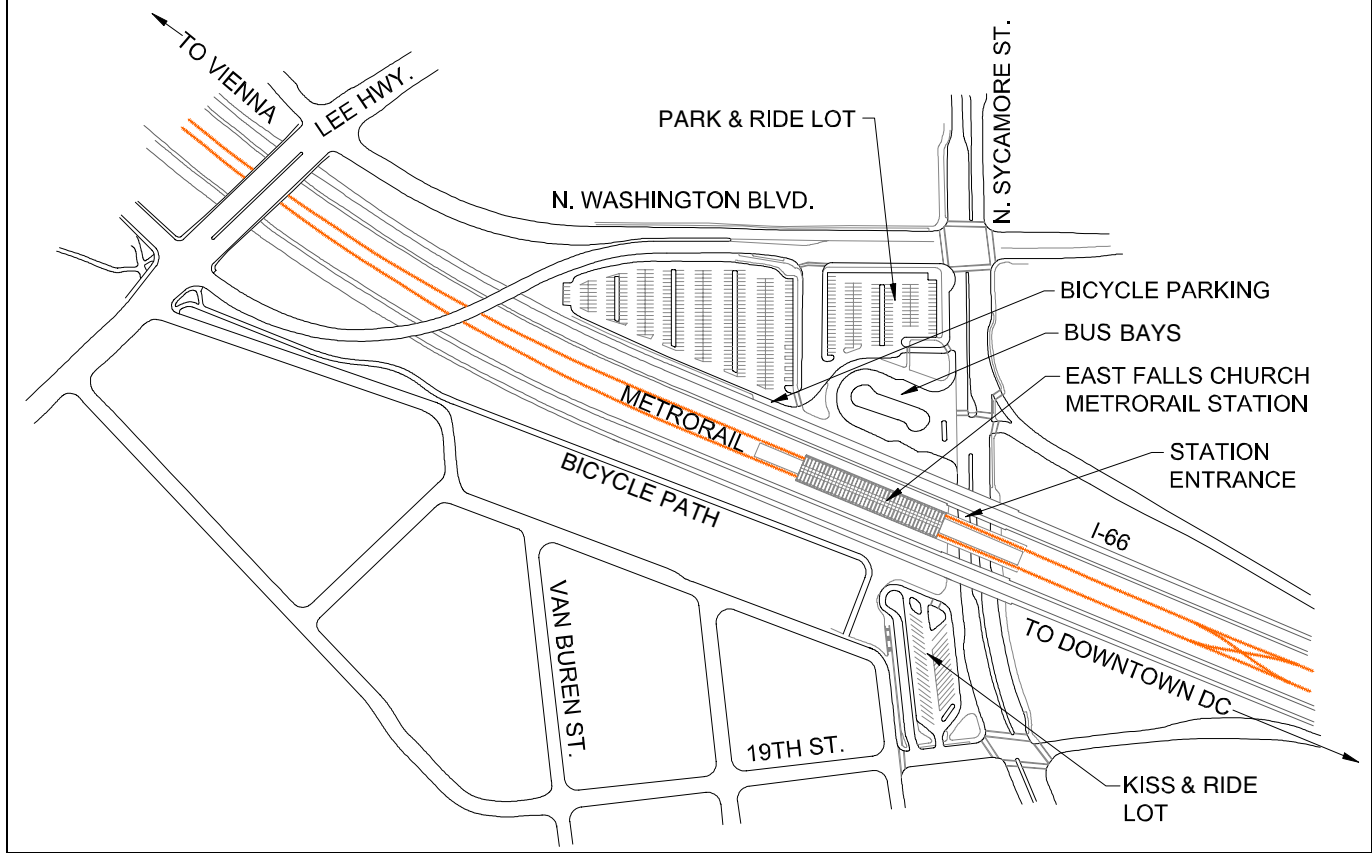 TO VIENNA
LEE HWY.
N. SYCAMORE ST.
PARK & RIDE LOT
N. WASHINGTON BLVD.
BICYCLE PARKING
BUS BAYS
EAST FALLS CHURCH
METRORAIL STATION
METRORAIL
STATION
ENTRANCE
BICYCLE PATH
I-66
VAN BUREN ST.
TO DOWNTOWN DC
19TH ST.
KISS & RIDE
LOT